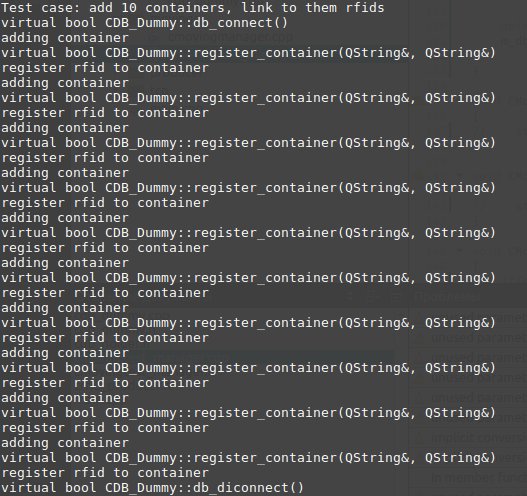 Test case: add 10 containers, link to them rfids
virtual bool CDB_Dummy::db_connect()
adding container
virtual bool CDB_Dummy::register_container(QString&, QString&)
register rfid to container
adding container
virtual bool CDB_Dummy::register_container(QString&, QString&)
register rfid to container
adding container
virtual bool CDB_Dummy::register_container(QString&, QString&)
register rfid to container
adding container
virtual bool CDB_Dummy::register_container(QString&, QString&)
register rfid to container
adding container
virtual bool CDB_Dummy::register_container(QString&, QString&)
register rfid to container
adding container
virtual bool CDB_Dummy::register_container(QString&, QString&)
register rfid to container
adding container
virtual bool CDB_Dummy::register_container(QString&, QString&)
register rfid to container
adding container
virtual bool CDB_Dummy::register_container(QString&, QString&)
register rfid to container
adding container
virtual bool CDB_Dummy::register_container(QString&, QString&)
register rfid to container
adding container
virtual bool CDB_Dummy::register_container(QString&, QString&)
register rfid to container
virtual bool CDB_Dummy::db_diconnect()